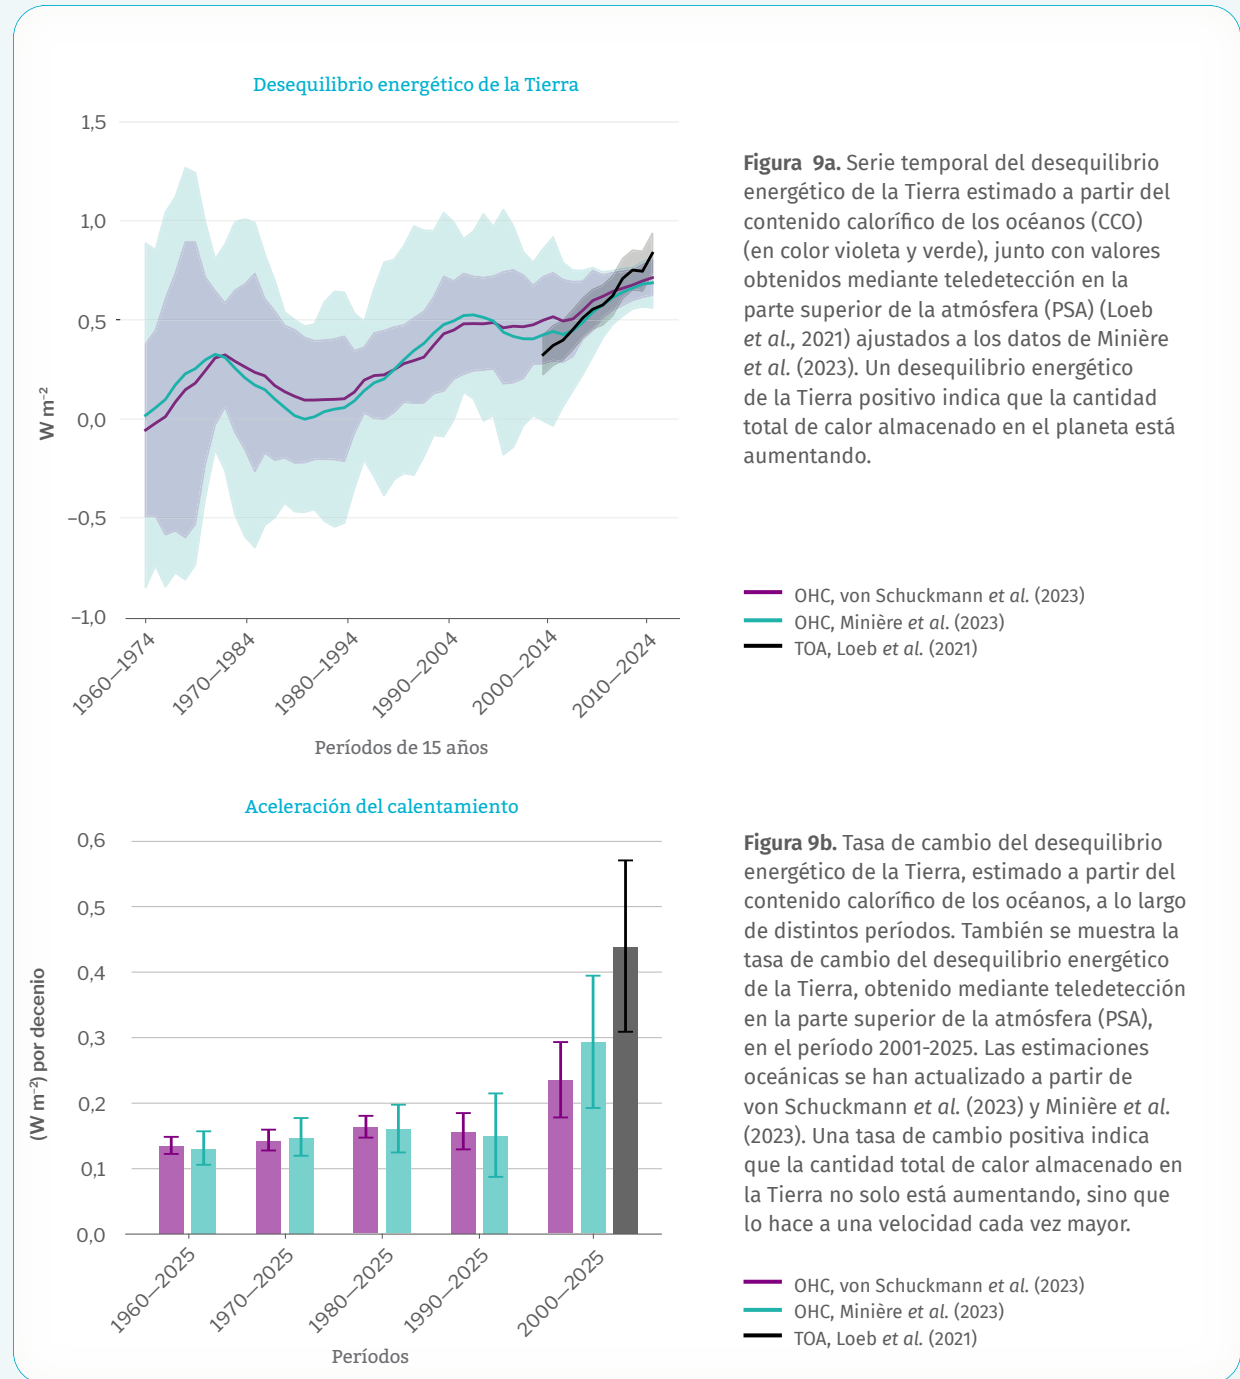 Desequilibrio energético de la Tierra
1,5
1,0
0,5
0,0
−0,5
−1,0
W m⁻²
1960—1974
1970—1984
1980—1994
1990—2004
2000—2014
2010—2024
Períodos de 15 años
Figura 9a. Serie temporal del desequilibrio
energético de la Tierra estimado a partir del
contenido calorífico de los océanos (CCO)
(en color violeta y verde), junto con valores
obtenidos mediante teledetección en la
parte superior de la atmósfera (PSA) (Loeb
et al., 2021) ajustados a los datos de Minière
et al. (2023). Un desequilibrio energético
de la Tierra positivo indica que la cantidad
total de calor almacenado en el planeta está
aumentando.
OHC, von Schuckmann et al. (2023)
OHC, Minière et al. (2023)
TOA, Loeb et al. (2021)
Aceleración del calentamiento
0,6
0,5
0,4
0,3
0,2
0,1
0,0
(W m⁻²) por decenio
1960—2025
1970—2025
1980—2025
1990—2025
2000—2025
Períodos
Figura 9b. Tasa de cambio del desequilibrio
energético de la Tierra, estimado a partir del
contenido calorífico de los océanos, a lo largo
de distintos períodos. También se muestra la
tasa de cambio del desequilibrio energético
de la Tierra, obtenido mediante teledetección
en la parte superior de la atmósfera (PSA),
en el período 2001-2025. Las estimaciones
oceánicas se han actualizado a partir de
von Schuckmann et al. (2023) y Minière et al.
(2023). Una tasa de cambio positiva indica
que la cantidad total de calor almacenado en
la Tierra no solo está aumentando, sino que
lo hace a una velocidad cada vez mayor.
OHC, von Schuckmann et al. (2023)
OHC, Minière et al. (2023)
TOA, Loeb et al. (2021)